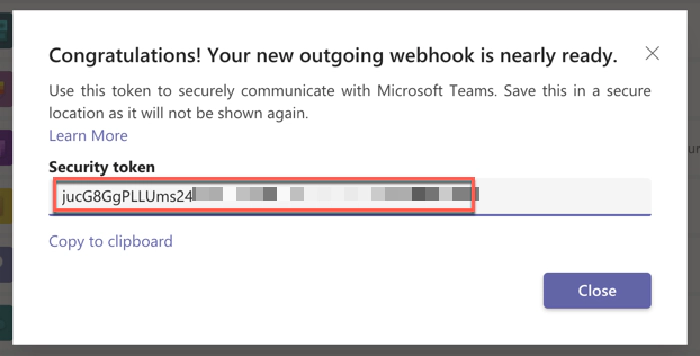 Congratulations! Your new outgoing webhook is nearly ready.
Use this token to securely communicate with Microsoft Teams. Save this in a secure
location as it will not be shown again.
Learn More
Security token
jucG8GgPLLUms24
Copy to clipboard
Close